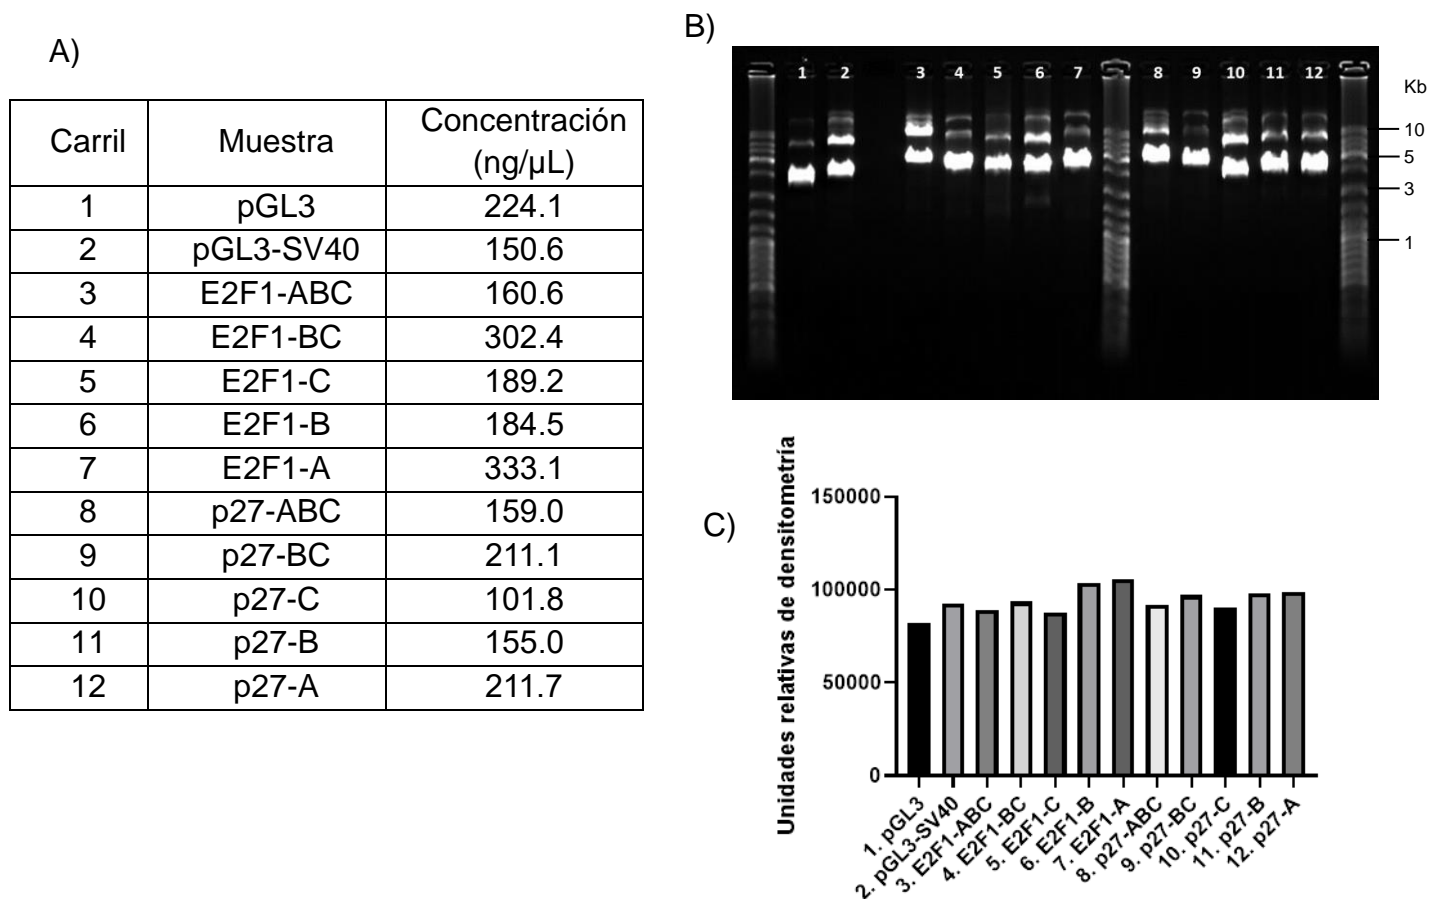 A)
Carril Muestra Concentración
(ng/µL)
1 pGL3 224.1
2 pGL3-SV40 150.6
3 E2F1-ABC 160.6
4 E2F1-BC 302.4
5 E2F1-C 189.2
6 E2F1-B 184.5
7 E2F1-A 333.1
8 p27-ABC 159.0
9 p27-BC 211.1
10 p27-C 101.8
11 p27-B 155.0
12 p27-A 211.7
B)
1 2 3 4 5 6 7 8 9 10 11 12
Kb
10
5
3
1
C)
Unidades relativas de densitometría
150000
100000
50000
0
1. pGL3
2. pGL3-SV40
3. E2F1-ABC
4. E2F1-BC
5. E2F1-C
6. E2F1-B
7. E2F1-A
8. p27-ABC
9. p27-BC
10. p27-C
11. p27-B
12. p27-A